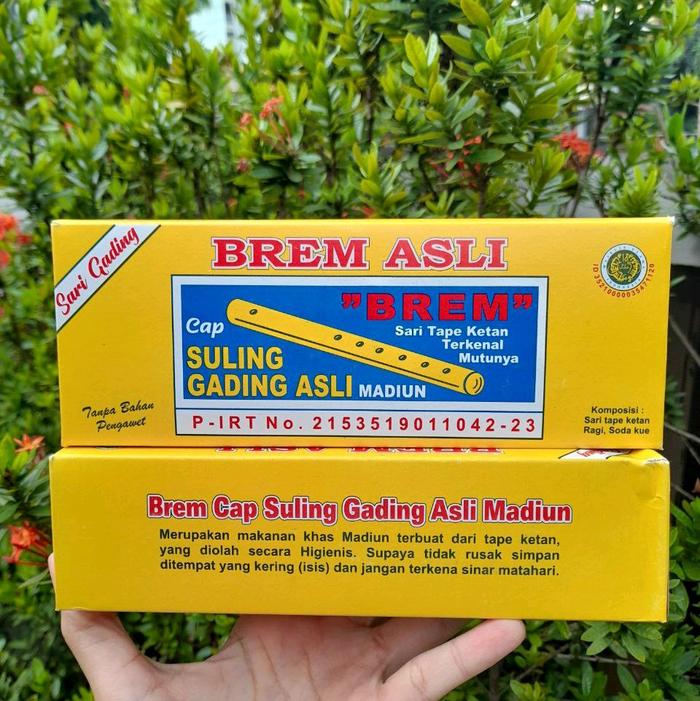 Sari Gading
BREM ASLI
Cap
"BREM"
Sari Tape Ketan
Terkenal
Mutunya
SULING
GADING ASLI MADIUN
P-IRT No. 2153519011042-23
Tanpa Bahan
Pengawet
Komposisi :
Sari tape ketan
Ragi, Soda kue
Brem Cap Suling Gading Asli Madiun
Merupakan makanan khas Madiun terbuat dari tape ketan,
yang diolah secara Higienis. Supaya tidak rusak simpan
ditempat yang kering (isis) dan jangan terkena sinar matahari.